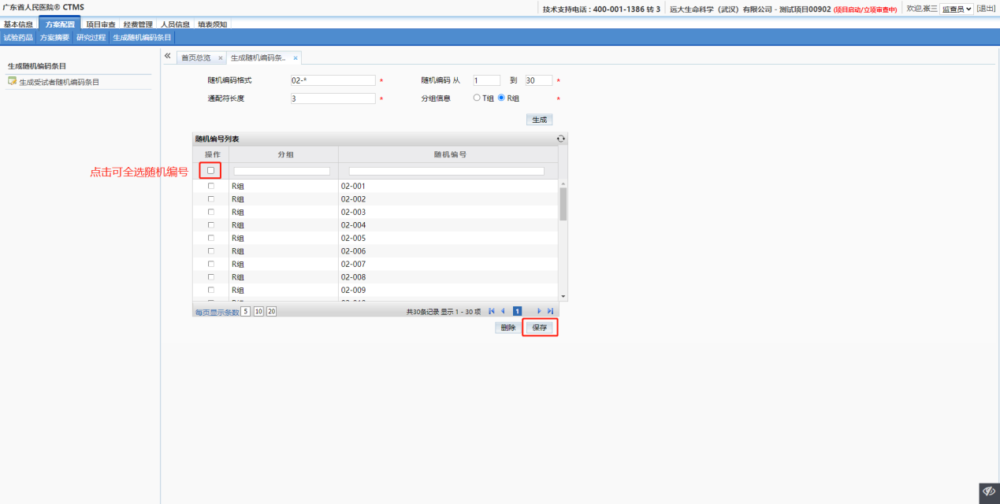 广东省人民医院® CTMS
技术支持电话：400-001-1386 转 3 远大生命科学（武汉）有限公司 - 测试项目00902 (项目启动/立项审查中) 欢迎,张三 监查员 [退出]
基本信息 方案配置 项目审查 经费管理 人员信息 填表须知
试验药品 方案摘要 研究过程 生成随机编码条目
生成随机编码条目
生成受试者随机编码条目
首页总览 × 生成随机编码条.. ×
随机编码格式 02-* * 随机编码 从 1 到 30 *
通配符长度 3 * 分组信息 T组 R组 *
生成
随机编号列表
操作 分组 随机编号
点击可全选随机编号
R组 02-001
R组 02-002
R组 02-003
R组 02-004
R组 02-005
R组 02-006
R组 02-007
R组 02-008
R组 02-009
每页显示条数 5 10 20 共30条记录 显示 1 - 30 项 1
删除 保存